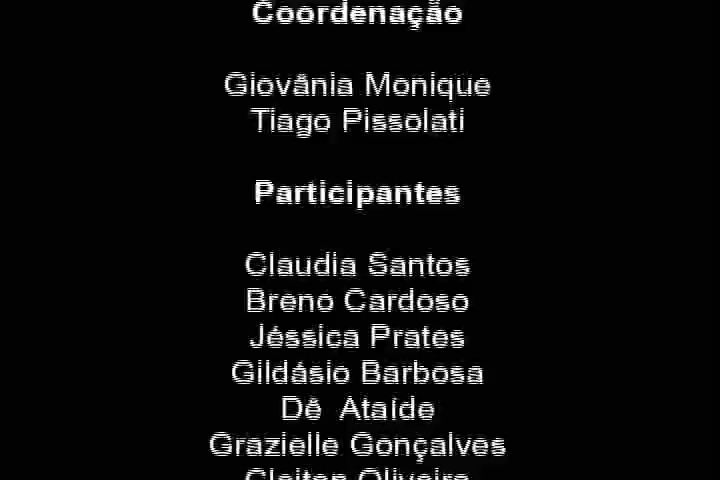 Coordenação
Giovânia Monique
Tiago Pissolati
Participantes
Claudia Santos
Breno Cardoso
Jéssica Prates
Gildásio Barbosa
Dê Ataíde
Grazielle Gonçalves
Oliveira